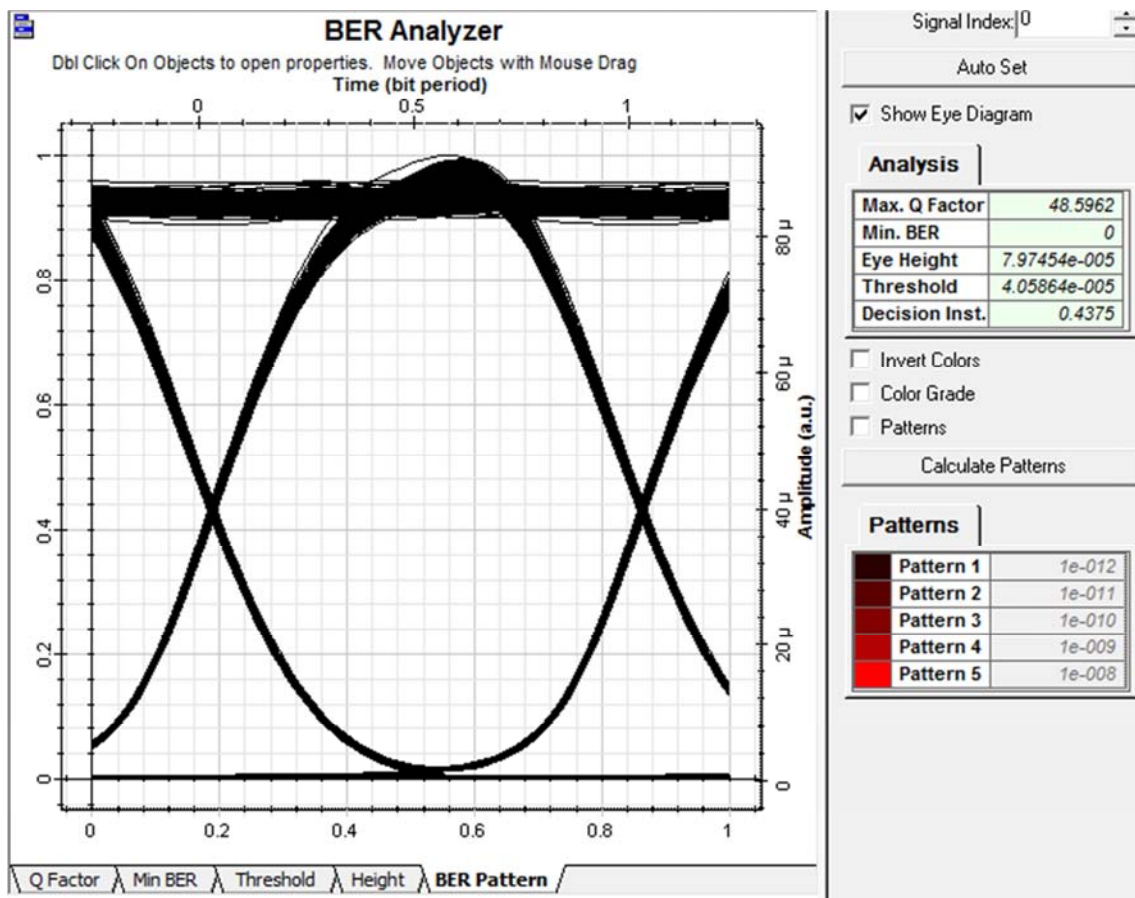 BER Analyzer
Dbl Click On Objects to open properties. Move Objects with Mouse Drag
Time (bit period)
0 0.5 1
1
0.8
0.6
0.4
0.2
0
80 µ
60 µ
40 µ
20 µ
0
Amplitude (a.u.)
0 0.2 0.4 0.6 0.8 1
Q Factor Min BER Threshold Height BER Pattern
Signal Index: 0
Auto Set
Show Eye Diagram
Analysis
Max. Q Factor 48.5962
Min. BER 0
Eye Height 7.97454e-005
Threshold 4.05864e-005
Decision Inst. 0.4375
Invert Colors
Color Grade
Patterns
Calculate Patterns
Patterns
Pattern 1 1e-012
Pattern 2 1e-011
Pattern 3 1e-010
Pattern 4 1e-009
Pattern 5 1e-008